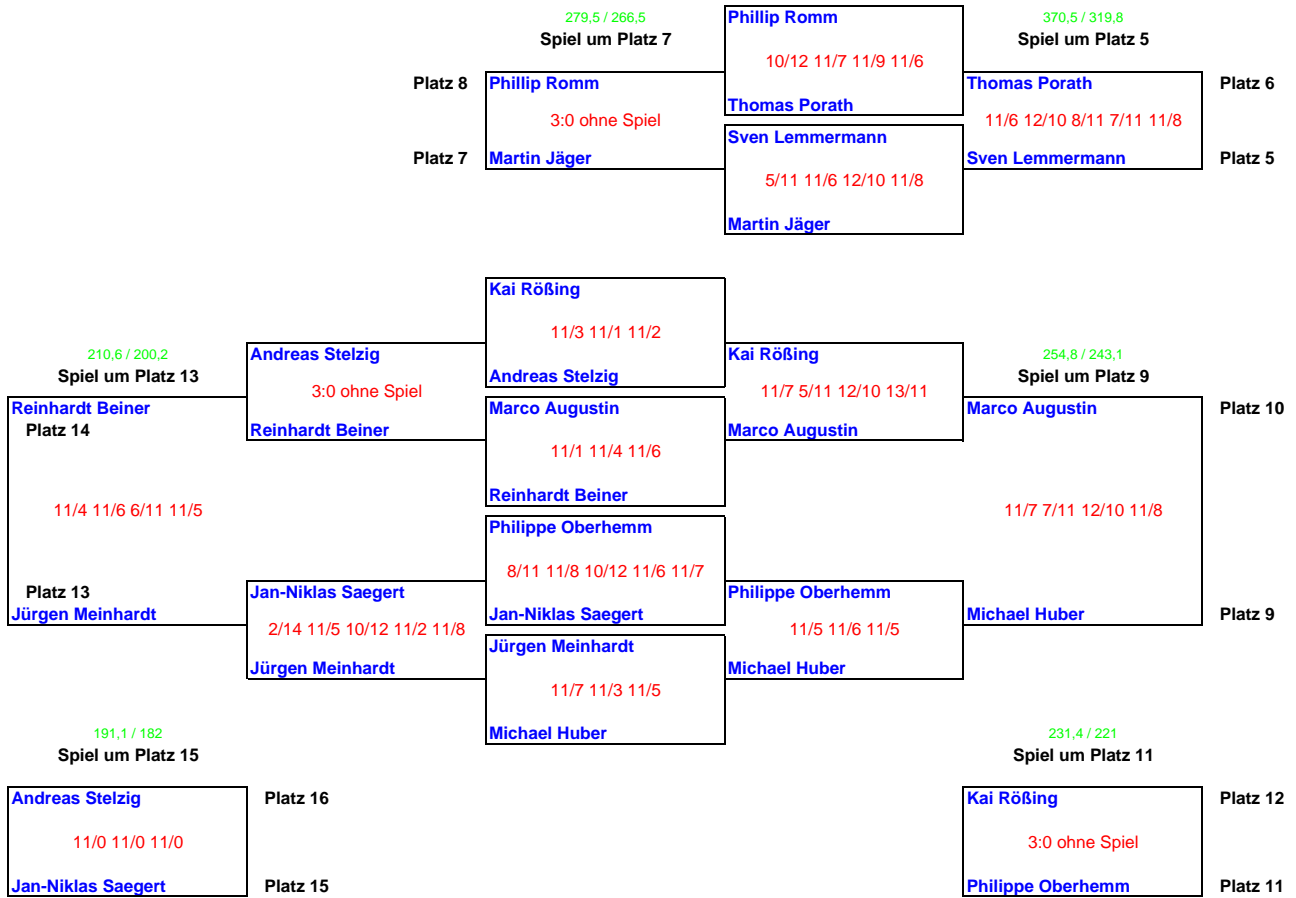 279,5 / 266,5 Phillip Romm 370,5 / 319,8
Spiel um Platz 7 Spiel um Platz 5
10/12 11/7 11/9 11/6
Platz 8 Phillip Romm Thomas Porath Platz 6
Thomas Porath
3:0 ohne Spiel 11/6 12/10 8/11 7/11 11/8
Sven Lemmermann
Platz 7 Martin Jäger Sven Lemmermann Platz 5
5/11 11/6 12/10 11/8
Martin Jäger
Kai Rößing
11/3 11/1 11/2
210,6 / 200,2 Andreas Stelzig Kai Rößing 254,8 / 243,1
Spiel um Platz 13 Andreas Stelzig Spiel um Platz 9
3:0 ohne Spiel 11/7 5/11 12/10 13/11
Reinhardt Beiner Marco Augustin Marco Augustin Platz 10
Platz 14 Reinhardt Beiner Marco Augustin
11/1 11/4 11/6
Reinhardt Beiner
11/4 11/6 6/11 11/5 11/7 7/11 12/10 11/8
Philippe Oberhemm
8/11 11/8 10/12 11/6 11/7
Platz 13 Jan-Niklas Saegert Philippe Oberhemm
Jürgen Meinhardt Jan-Niklas Saegert Michael Huber Platz 9
2/14 11/5 10/12 11/2 11/8 11/5 11/6 11/5
Jürgen Meinhardt
Jürgen Meinhardt Michael Huber
11/7 11/3 11/5
191,1 / 182 Michael Huber 231,4 / 221
Spiel um Platz 15 Spiel um Platz 11
Andreas Stelzig Platz 16 Kai Rößing Platz 12
11/0 11/0 11/0 3:0 ohne Spiel
Jan-Niklas Saegert Platz 15 Philippe Oberhemm Platz 11